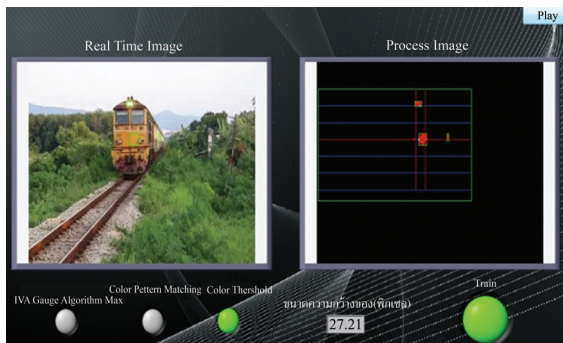 Play
Real Time Image
Process Image
Color Pettern Matching
Color Thershold
IVA Gauge Algorithm Max
ขนาดความกว้างของ(พิกเซล)
27.21
Train